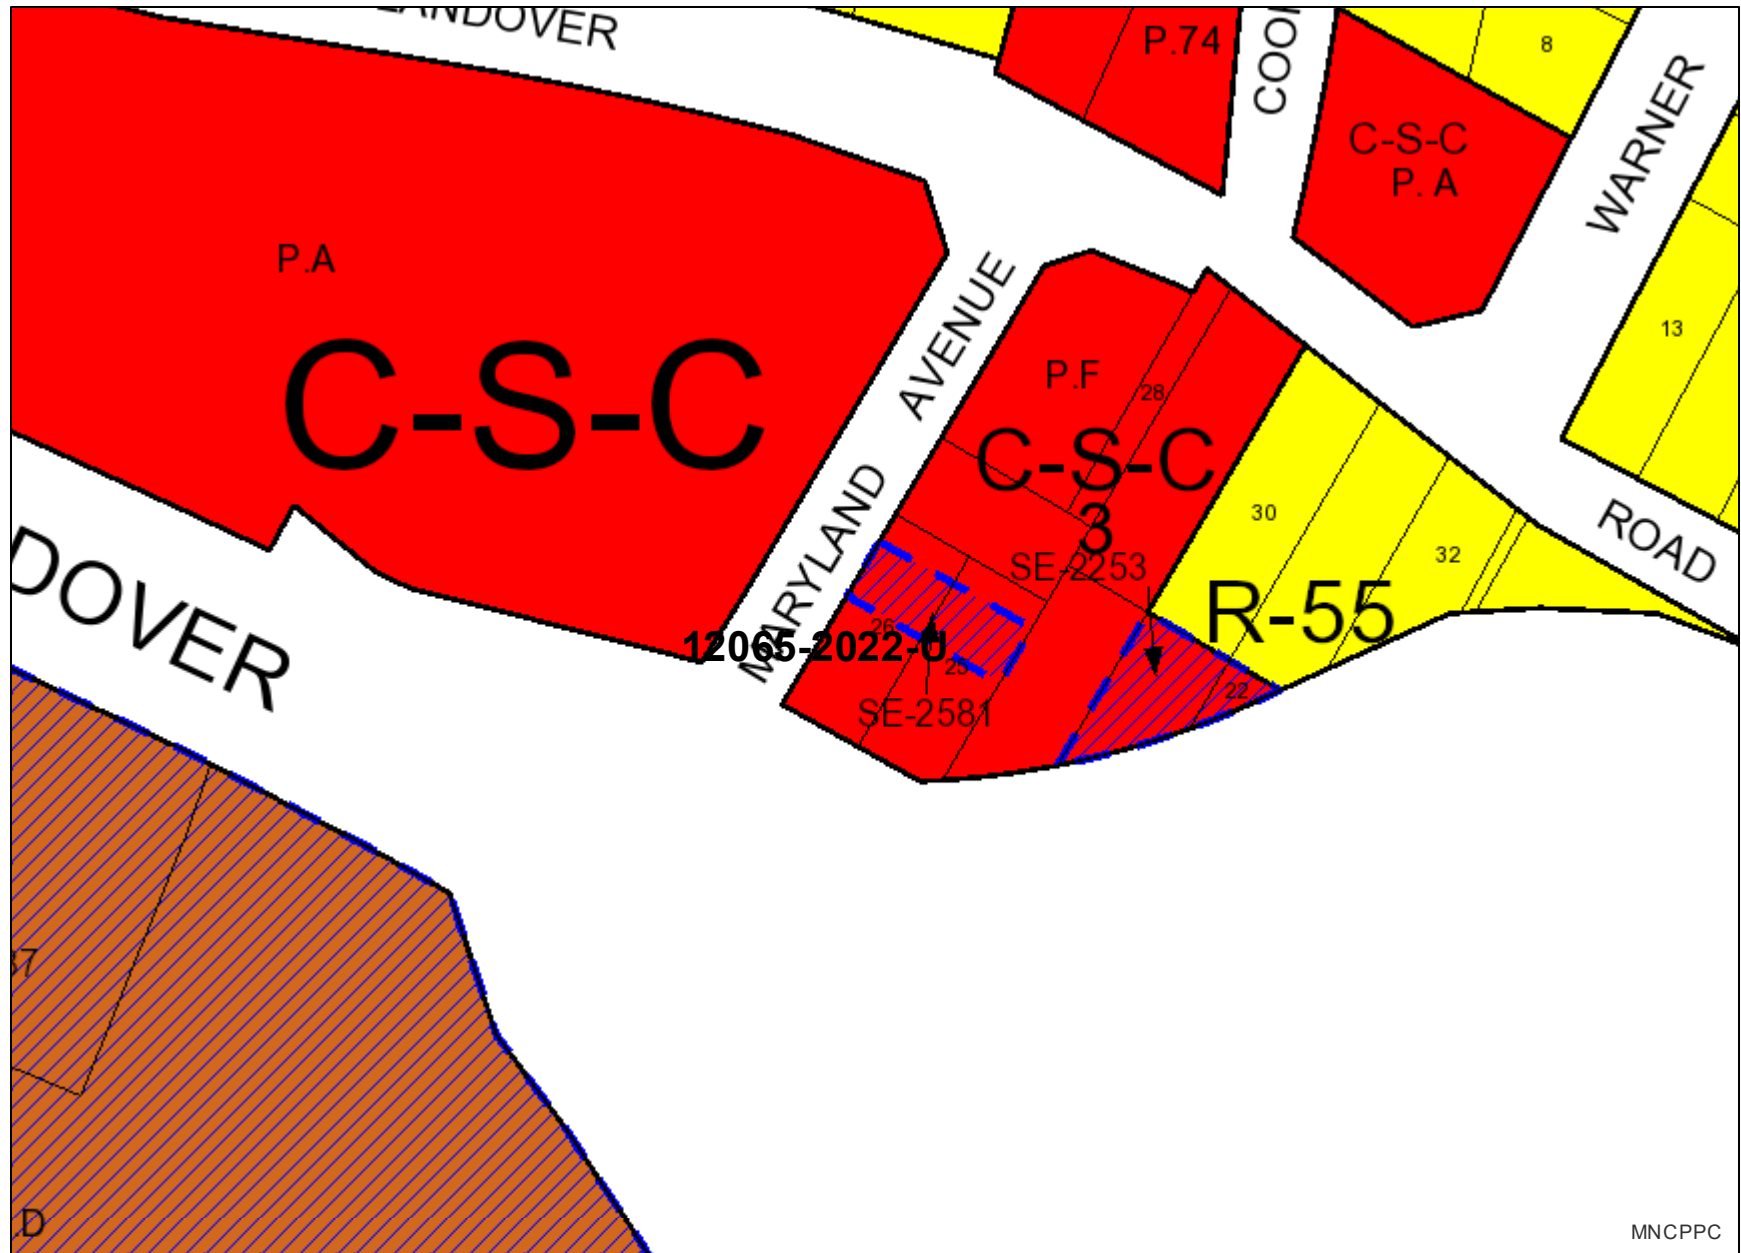 LANDOVER
P.74
8
WARNER
C-S-C
P. A
P.A
AVENUE
13
C-S-C
P.F
28
C-S-C
3
30
MARYLAND
ROAD
32
SE-2253
R-55
DOVER
26
12065-2022-U
25
22
SE-2581
37
.D
MNCPPC